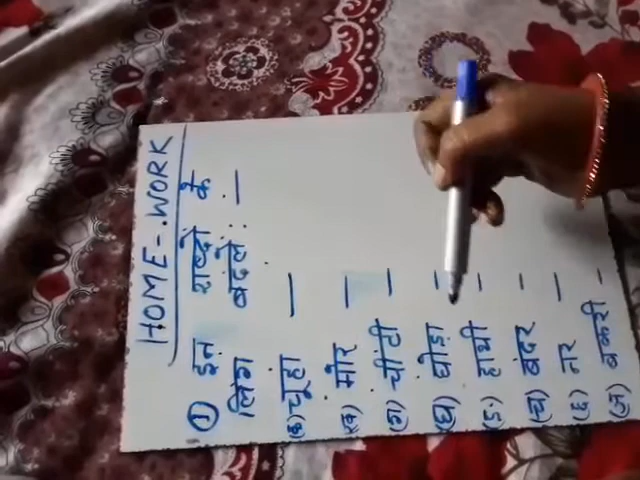 HOME-.WORK
① इन शब्दों के
लिंग बदले : —
(क) चूहा —
(ख) मोर —
(ग) चींटी —
(घ) घोड़ा —
(ङ) हाथी —
(च) बंदर —
(छ) नर —
(ज) बकरी —